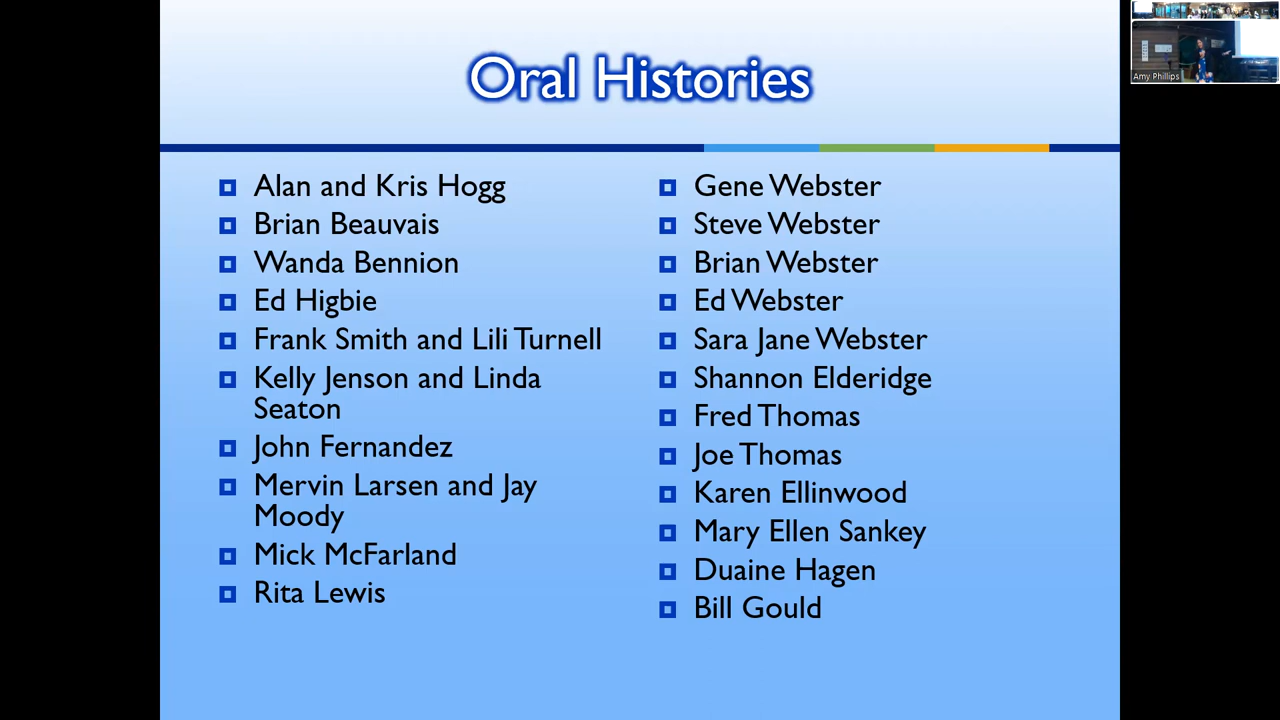 Oral Histories
Alan and Kris Hogg
Brian Beauvais
Wanda Bennion
Ed Higbie
Frank Smith and Lili Turnell
Kelly Jenson and Linda
Seaton
John Fernandez
Mervin Larsen and Jay
Moody
Mick McFarland
Rita Lewis
Gene Webster
Steve Webster
Brian Webster
Ed Webster
Sara Jane Webster
Shannon Elderidge
Fred Thomas
Joe Thomas
Karen Ellinwood
Mary Ellen Sankey
Duaine Hagen
Bill Gould
Amy Phillips